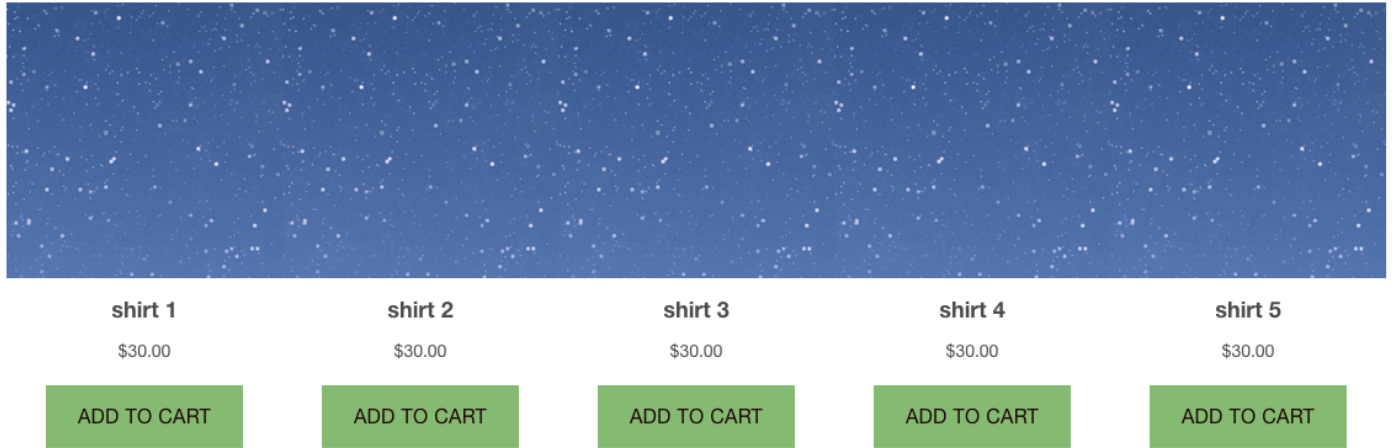 shirt 1 shirt 2 shirt 3 shirt 4 shirt 5
$30.00 $30.00 $30.00 $30.00 $30.00
ADD TO CART ADD TO CART ADD TO CART ADD TO CART ADD TO CART